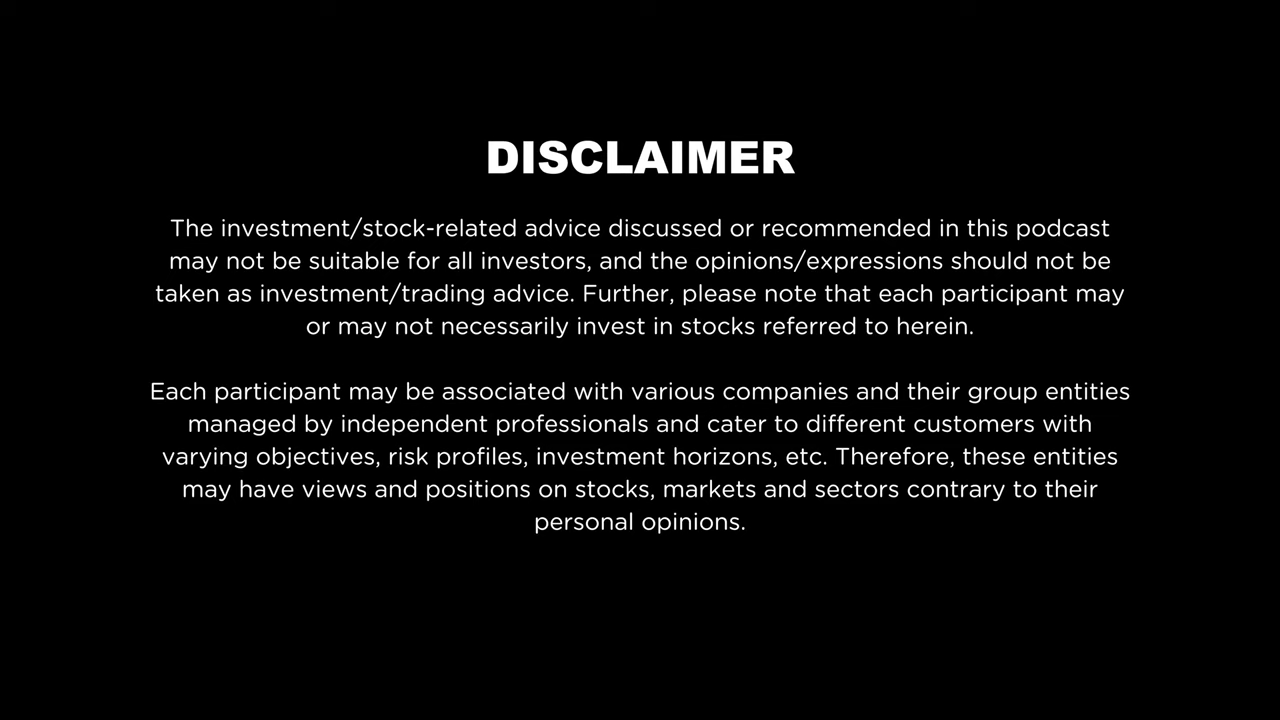 DISCLAIMER
The investment/stock-related advice discussed or recommended in this podcast
may not be suitable for all investors, and the opinions/expressions should not be
taken as investment/trading advice. Further, please note that each participant may
or may not necessarily invest in stocks referred to herein.
Each participant may be associated with various companies and their group entities
managed by independent professionals and cater to different customers with
varying objectives, risk profiles, investment horizons, etc. Therefore, these entities
may have views and positions on stocks, markets and sectors contrary to their
personal opinions.